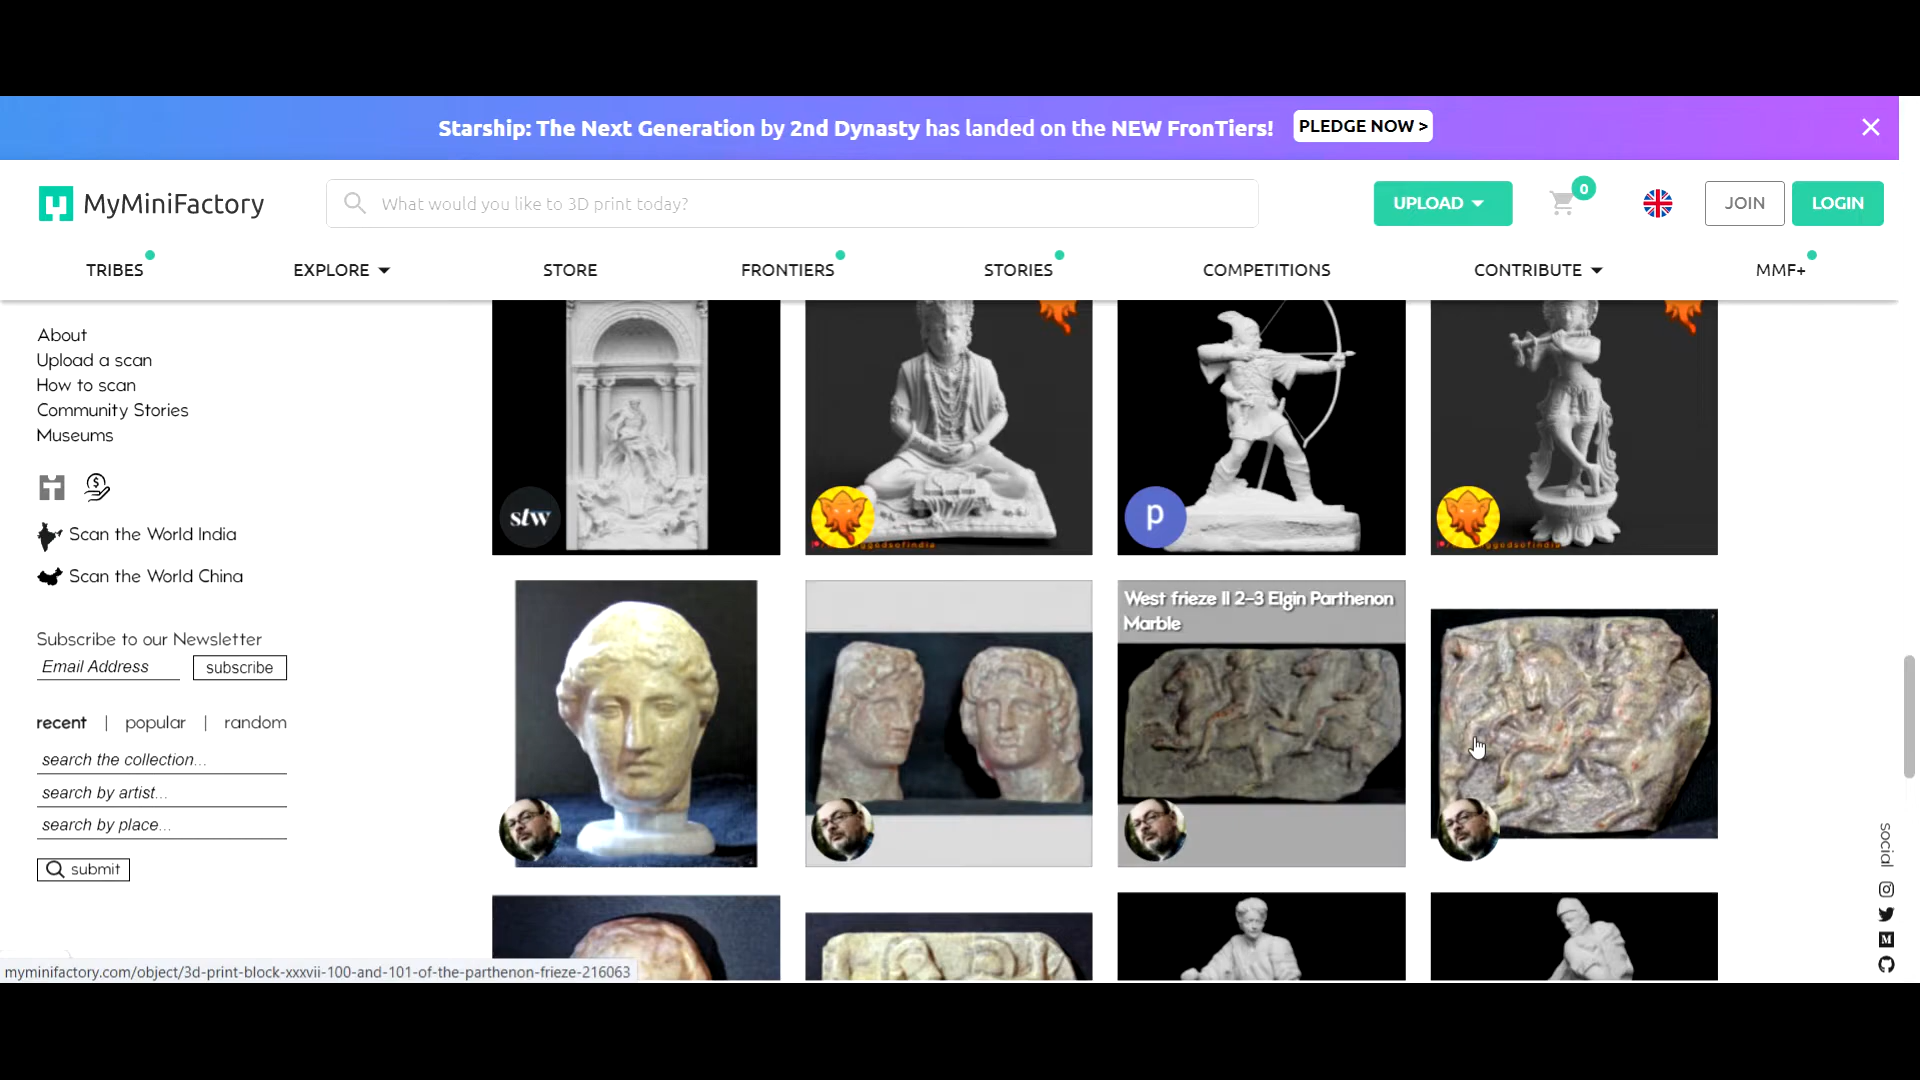 Starship: The Next Generation by 2nd Dynasty has landed on the NEW FronTiers! PLEDGE NOW >
MyMiniFactory
What would you like to 3D print today?
UPLOAD
0
JOIN
LOGIN
TRIBES
EXPLORE
STORE
FRONTIERS
STORIES
COMPETITIONS
CONTRIBUTE
MMF+
About
Upload a scan
How to scan
Community Stories
Museums
Scan the World India
Scan the World China
Subscribe to our Newsletter
Email Address
subscribe
recent | popular | random
search the collection...
search by artist...
search by place...
submit
stw
p
West frieze II 2-3 Elgin Parthenon
Marble
social
myminifactory.com/object/3d-print-block-xxxvii-100-and-101-of-the-parthenon-frieze-216063